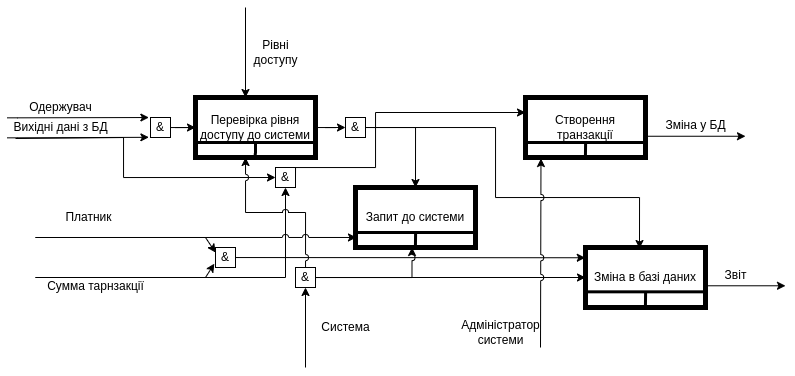 Рівні
доступу
Одержувач
Вихідні дані з БД
&
Перевірка рівня
доступу до системи
&
Створення
транзакції
Зміна у БД
&
Платник
Запит до системи
&
Сумма тарнзакції
&
Зміна в базі даних
Звіт
Система
Адміністратор
системи